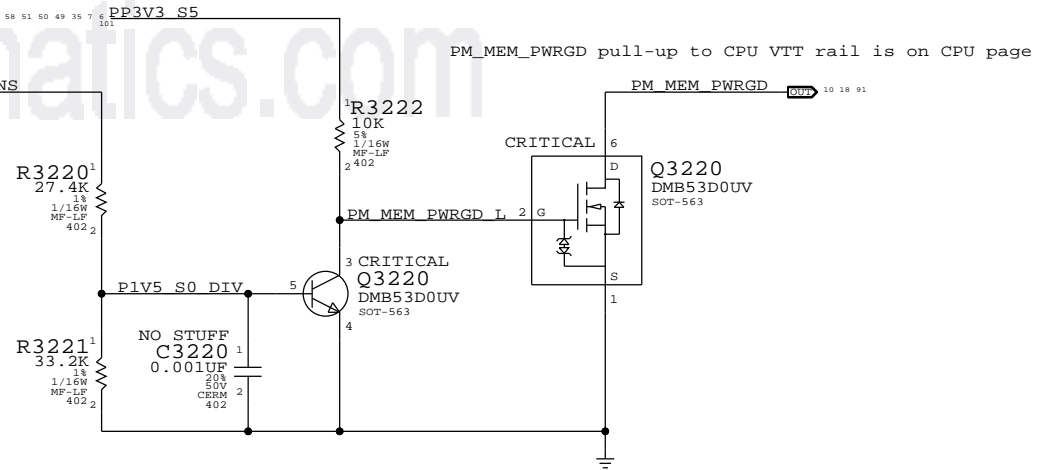 58 51 50 49 35 7 6
101
PP3V3_S5
PM_MEM_PWRGD pull-up to CPU VTT rail is on CPU page
matics.com
NS
PM_MEM_PWRGD
OUT
10 18 91
1
R3222
10K
5%
1/16W
MF-LF
402
2
CRITICAL
6
D
Q3220
DMB53D0UV
SOT-563
R3220
1
27.4K
1%
1/16W
MF-LF
402
2
PM_MEM_PWRGD_L
2
G
S
1
3
CRITICAL
Q3220
DMB53D0UV
SOT-563
P1V5_S0_DIV
5
4
NO STUFF
C3220
1
0.001UF
20%
50V
CERM
402
2
R3221
1
33.2K
1%
1/16W
MF-LF
402
2